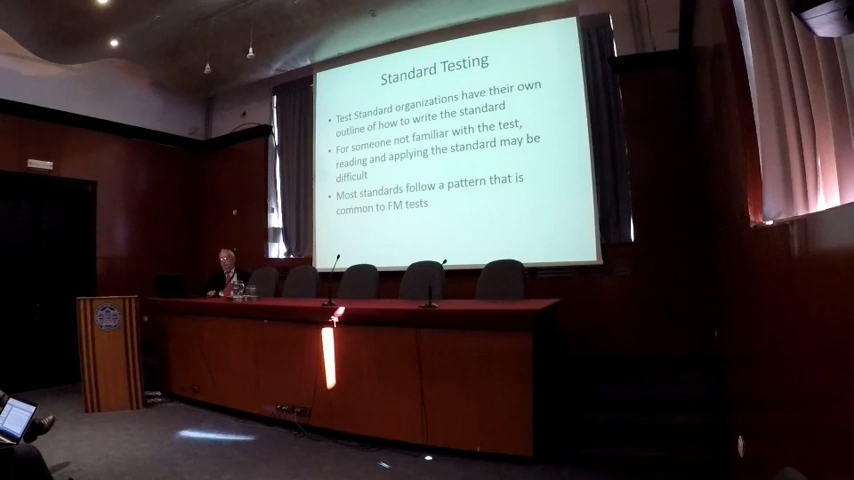 Standard Testing
• Test Standard organizations have their own
outline of how to write the standard
• For someone not familiar with the test,
reading and applying the standard may be
difficult
• Most standards follow a pattern that is
common to FM tests